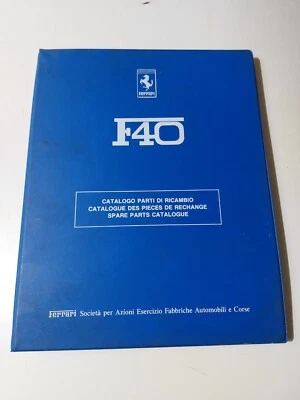 Ferrari
F40
CATALOGO PARTI DI RICAMBIO
CATALOGUE DES PIECES DE RECHANGE
SPARE PARTS CATALOGUE
Ferrari Società per Azioni Esercizio Fabbriche Automobili e Corse